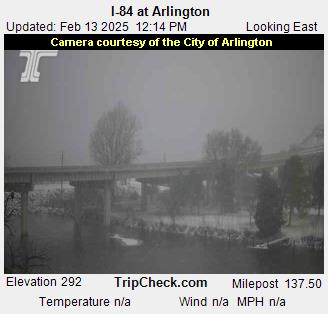 I-84 at Arlington
Updated: Feb 13 2025 12:14 PM Looking East
Camera courtesy of the City of Arlington
Elevation 292 TripCheck.com Milepost 137.50
Temperature n/a Wind n/a MPH n/a